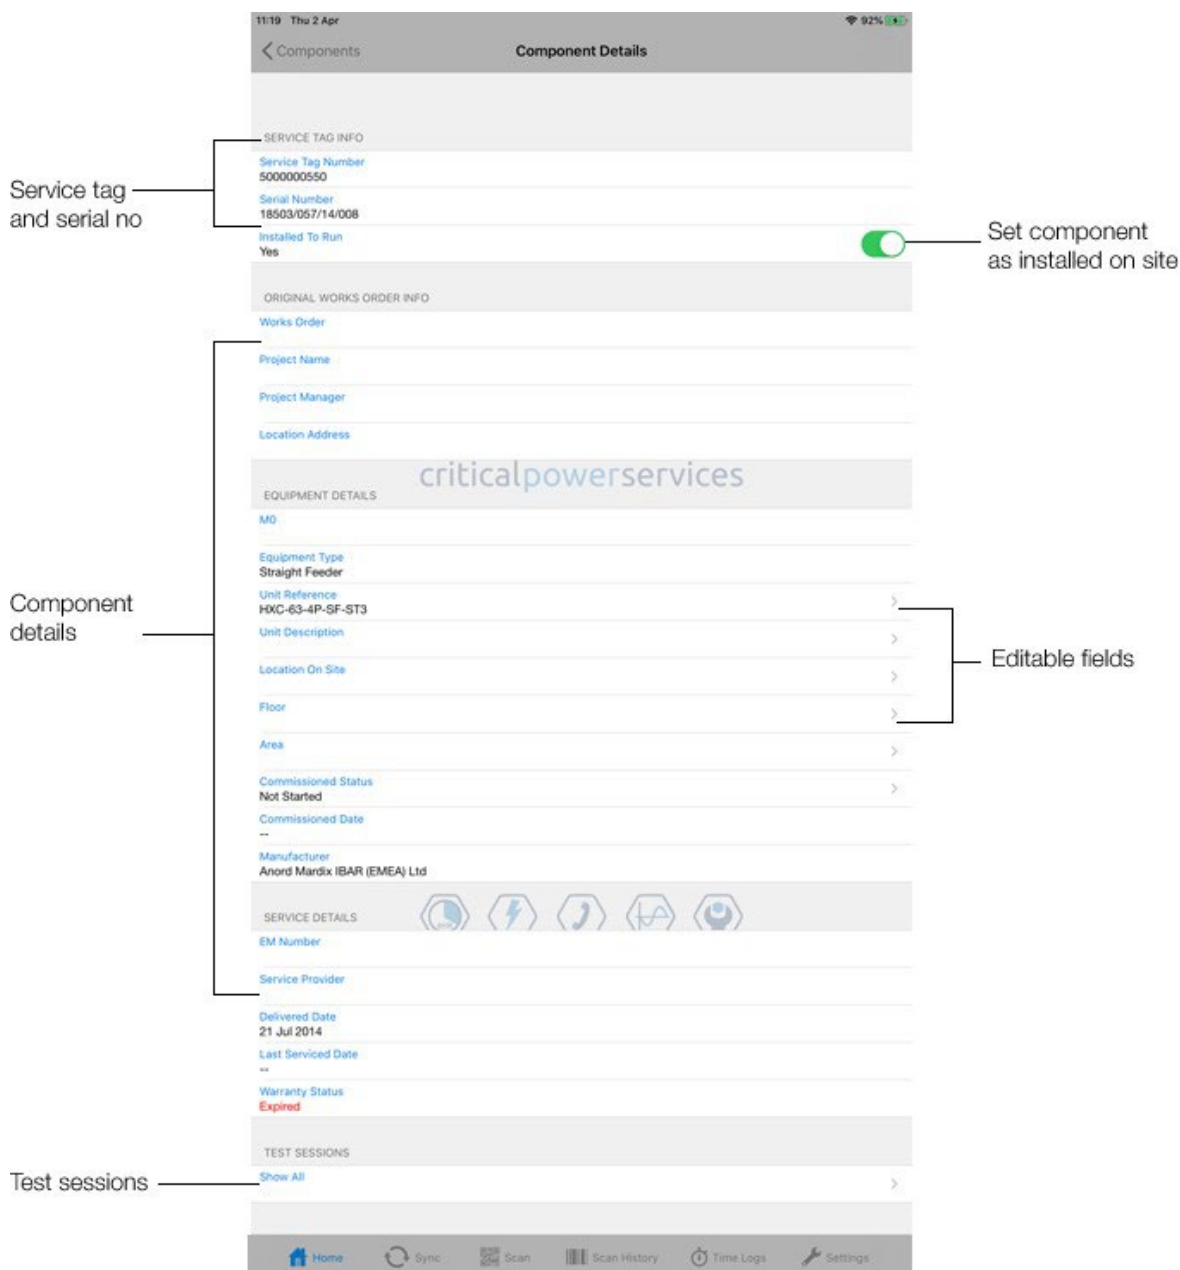 11:19 Thu 2 Apr
92%
Components
Component Details
SERVICE TAG INFO
Service Tag Number
5000000550
Serial Number
18503/057/14/008
Installed To Run
Yes
Service tag
and serial no
Set component
as installed on site
ORIGINAL WORKS ORDER INFO
Works Order
Project Name
Project Manager
Location Address
criticalpowerservices
EQUIPMENT DETAILS
M0
Equipment Type
Straight Feeder
Unit Reference
HXC-63-4P-SF-ST3
Unit Description
Location On Site
Floor
Area
Commissioned Status
Not Started
Commissioned Date
--
Manufacturer
Anord Mardix IBAR (EMEA) Ltd
Component
details
Editable fields
SERVICE DETAILS
EM Number
Service Provider
Delivered Date
21 Jul 2014
Last Serviced Date
--
Warranty Status
Expired
TEST SESSIONS
Show All
Test sessions
Home
Sync
Scan
Scan History
Time Logs
Settings